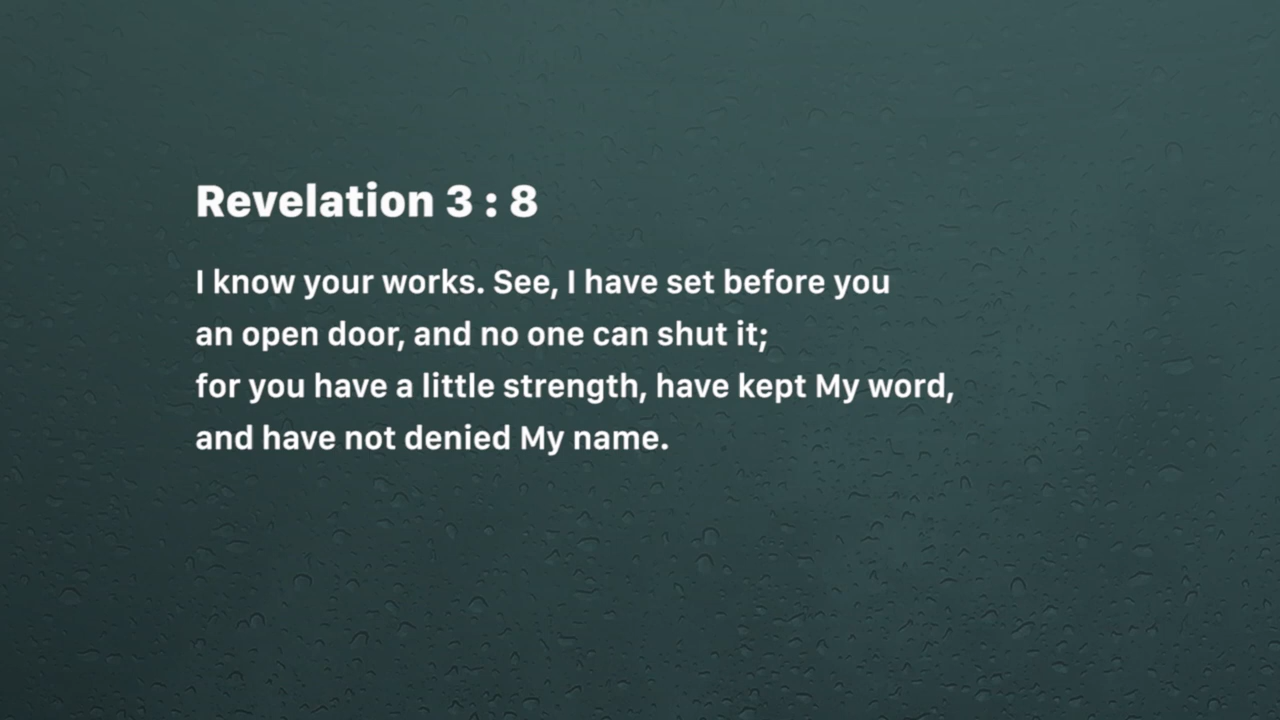 Revelation 3 : 8
I know your works. See, I have set before you
an open door, and no one can shut it;
for you have a little strength, have kept My word,
and have not denied My name.